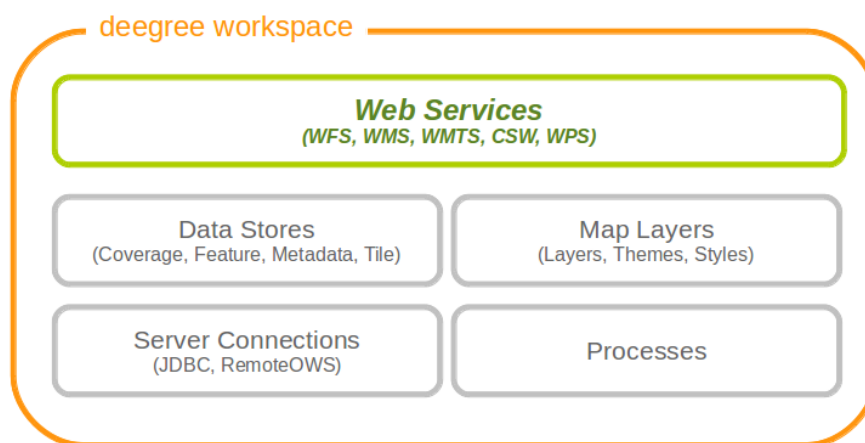 deegree workspace
Web Services
(WFS, WMS, WMTS, CSW, WPS)
Data Stores
(Coverage, Feature, Metadata, Tile)
Map Layers
(Layers, Themes, Styles)
Server Connections
(JDBC, RemoteOWS)
Processes